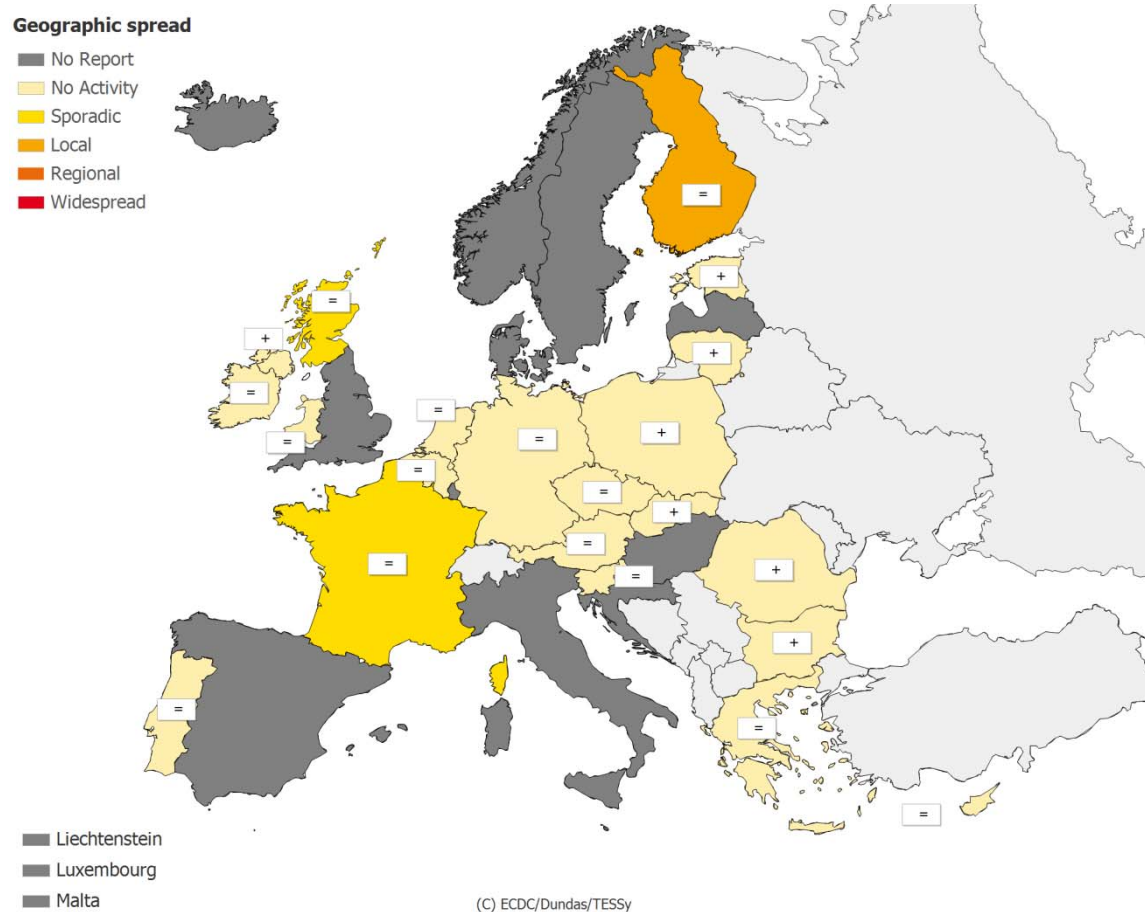 Geographic spread
No Report
No Activity
Sporadic
Local
Regional
Widespread
=
+
=
+
+
=
=
=
=
+
=
=
+
=
=
=
+
+
=
=
=
Liechtenstein
Luxembourg
Malta
(C) ECDC/Dundas/TESSy